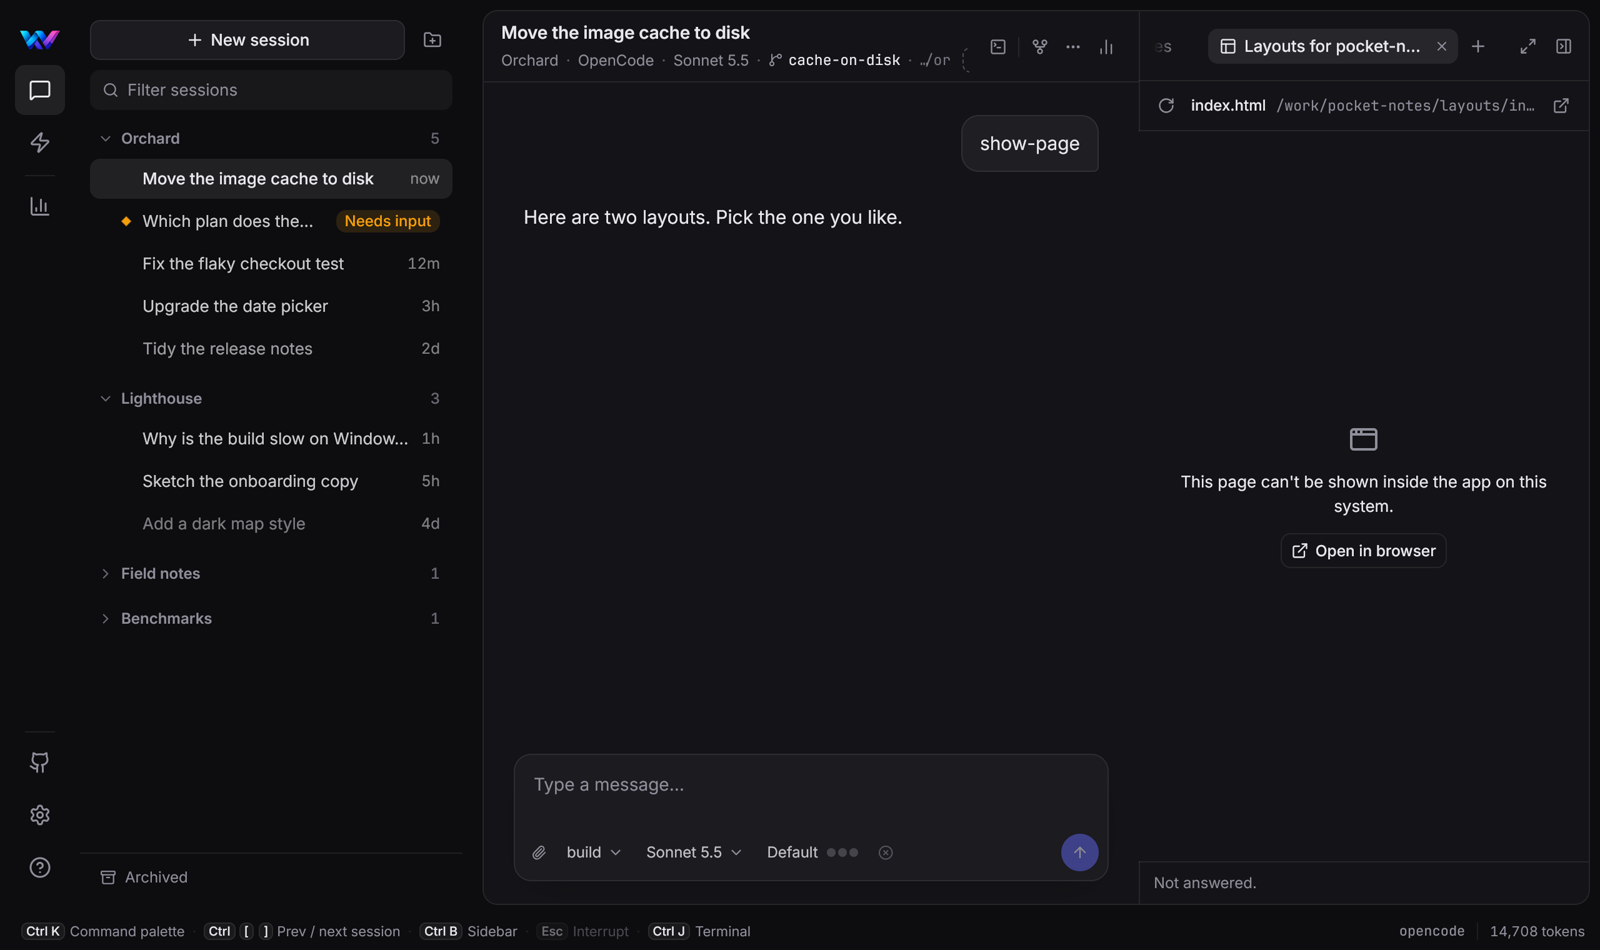 New session
Filter sessions
Orchard 5
Move the image cache to disk now
Which plan does the... Needs input
Fix the flaky checkout test 12m
Upgrade the date picker 3h
Tidy the release notes 2d
Lighthouse 3
Why is the build slow on Window... 1h
Sketch the onboarding copy 5h
Add a dark map style 4d
Field notes 1
Benchmarks 1
Archived
Move the image cache to disk
Orchard · OpenCode · Sonnet 5.5 · cache-on-disk · …/or
show-page
Here are two layouts. Pick the one you like.
Type a message...
build Sonnet 5.5 Default
es Layouts for pocket-n...
index.html /work/pocket-notes/layouts/in…
This page can't be shown inside the app on this
system.
Open in browser
Not answered.
Ctrl K Command palette · Ctrl [ ] Prev / next session · Ctrl B Sidebar · Esc Interrupt · Ctrl J Terminal
opencode 14,708 tokens